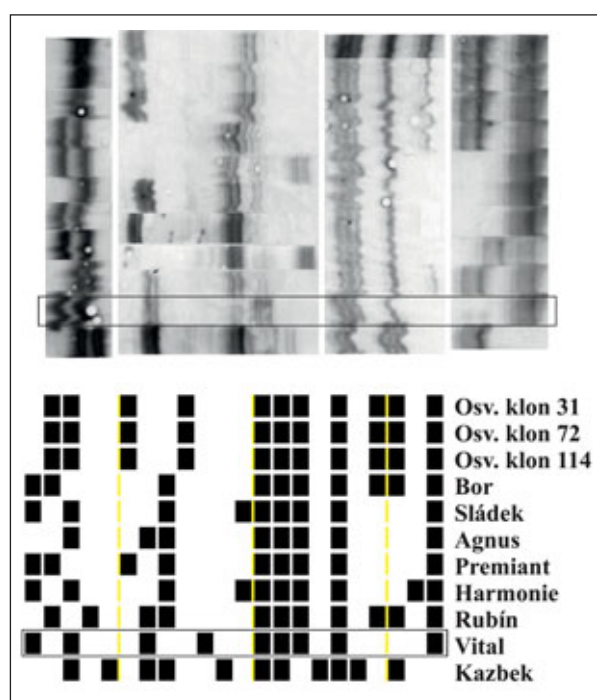 Osv. klon 31
Osv. klon 72
Osv. klon 114
Bor
Sládek
Agnus
Premiant
Harmonie
Rubín
Vital
Kazbek